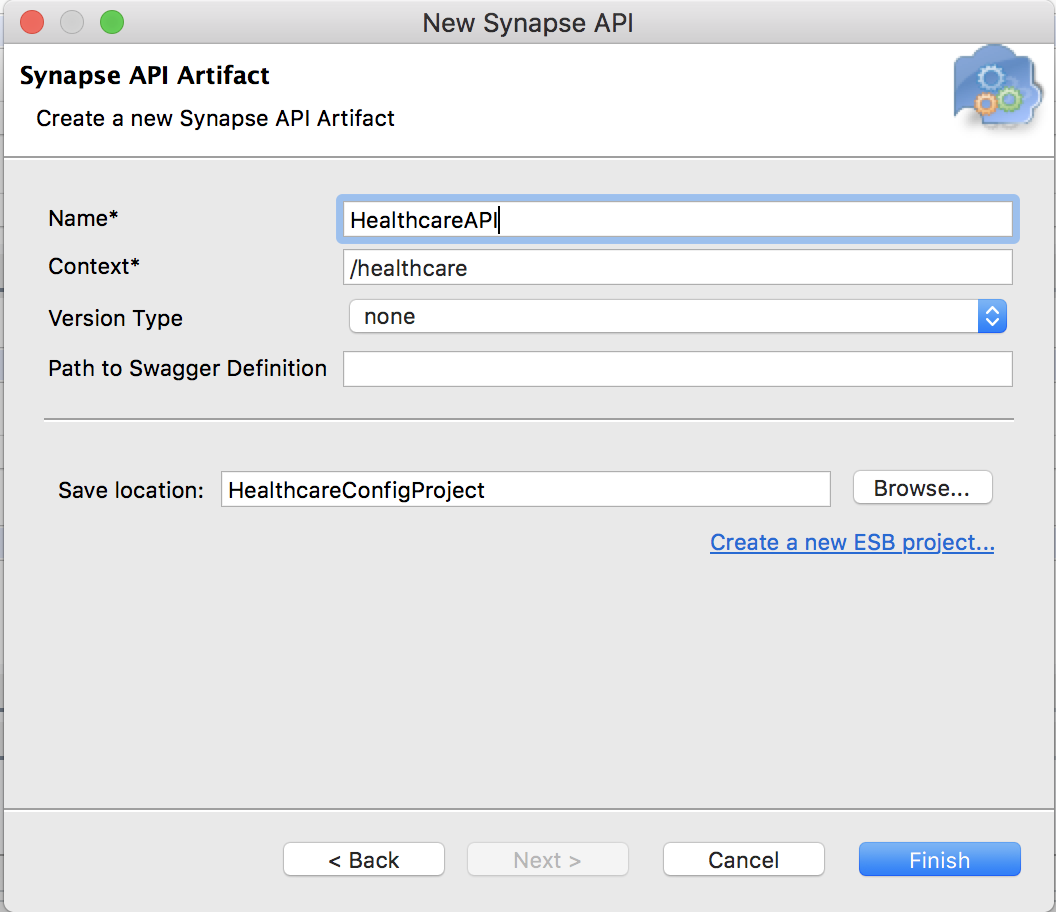 New Synapse API
Synapse API Artifact
Create a new Synapse API Artifact
Name* HealthcareAPI
Context* /healthcare
Version Type none
Path to Swagger Definition
Save location: HealthcareConfigProject Browse...
Create a new ESB project...
< Back Next > Cancel Finish